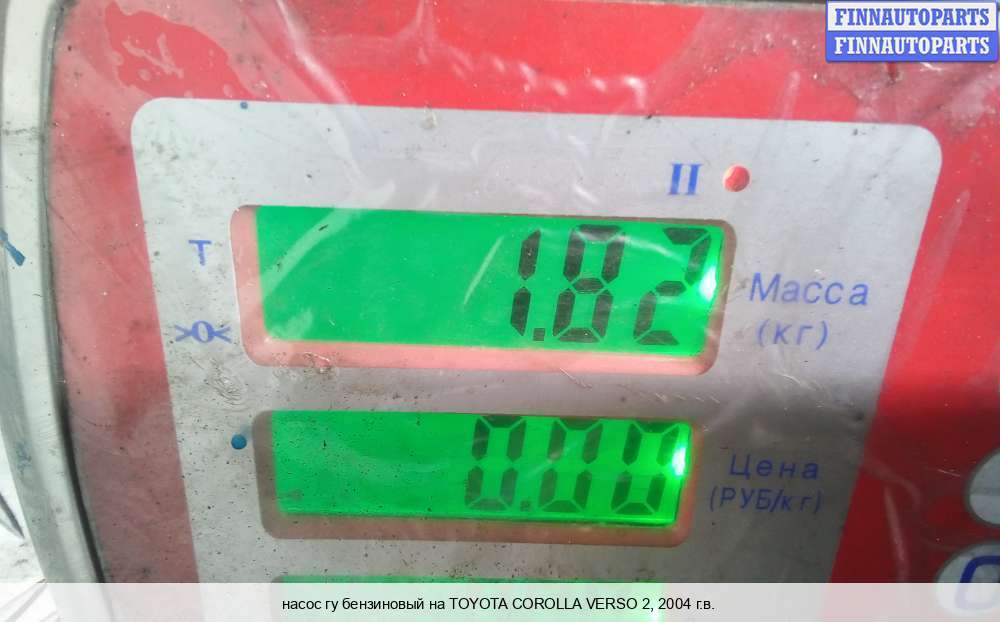 FINNAUTOPARTS
FINNAUTOPARTS
II
T
1.82
Масса
(кг)
>0<
0.00
Цена
(РУБ/кг)
насос гу бензиновый на TOYOTA COROLLA VERSO 2, 2004 г.в.